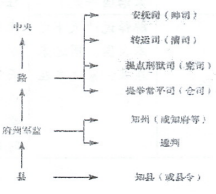 中央
安抚司（帅司）
转运司（漕司）
路
提点刑狱司（宪司）
提举常平司（仓司）
知州（或知府等）
府州军监
通判
县
知县（或县令）